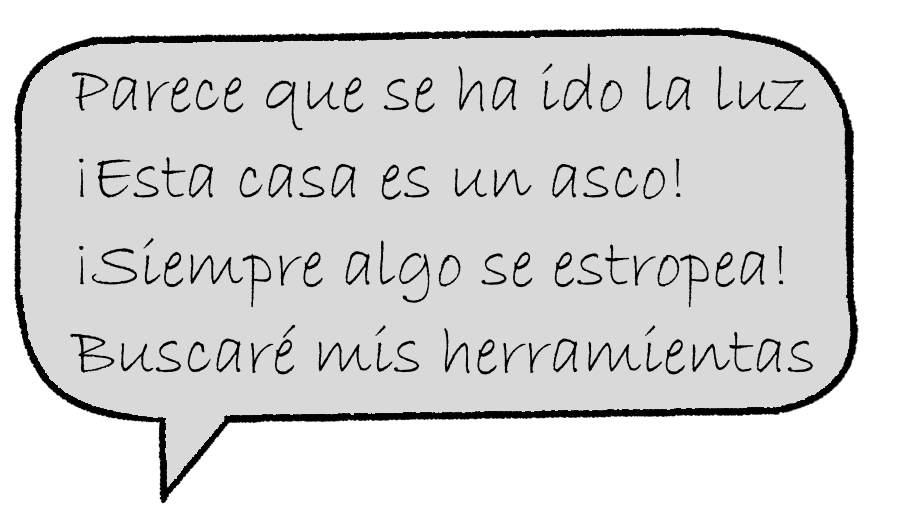 Parece que se ha ido la luz
¡Esta casa es un asco!
¡Siempre algo se estropea!
Buscaré mis herramientas